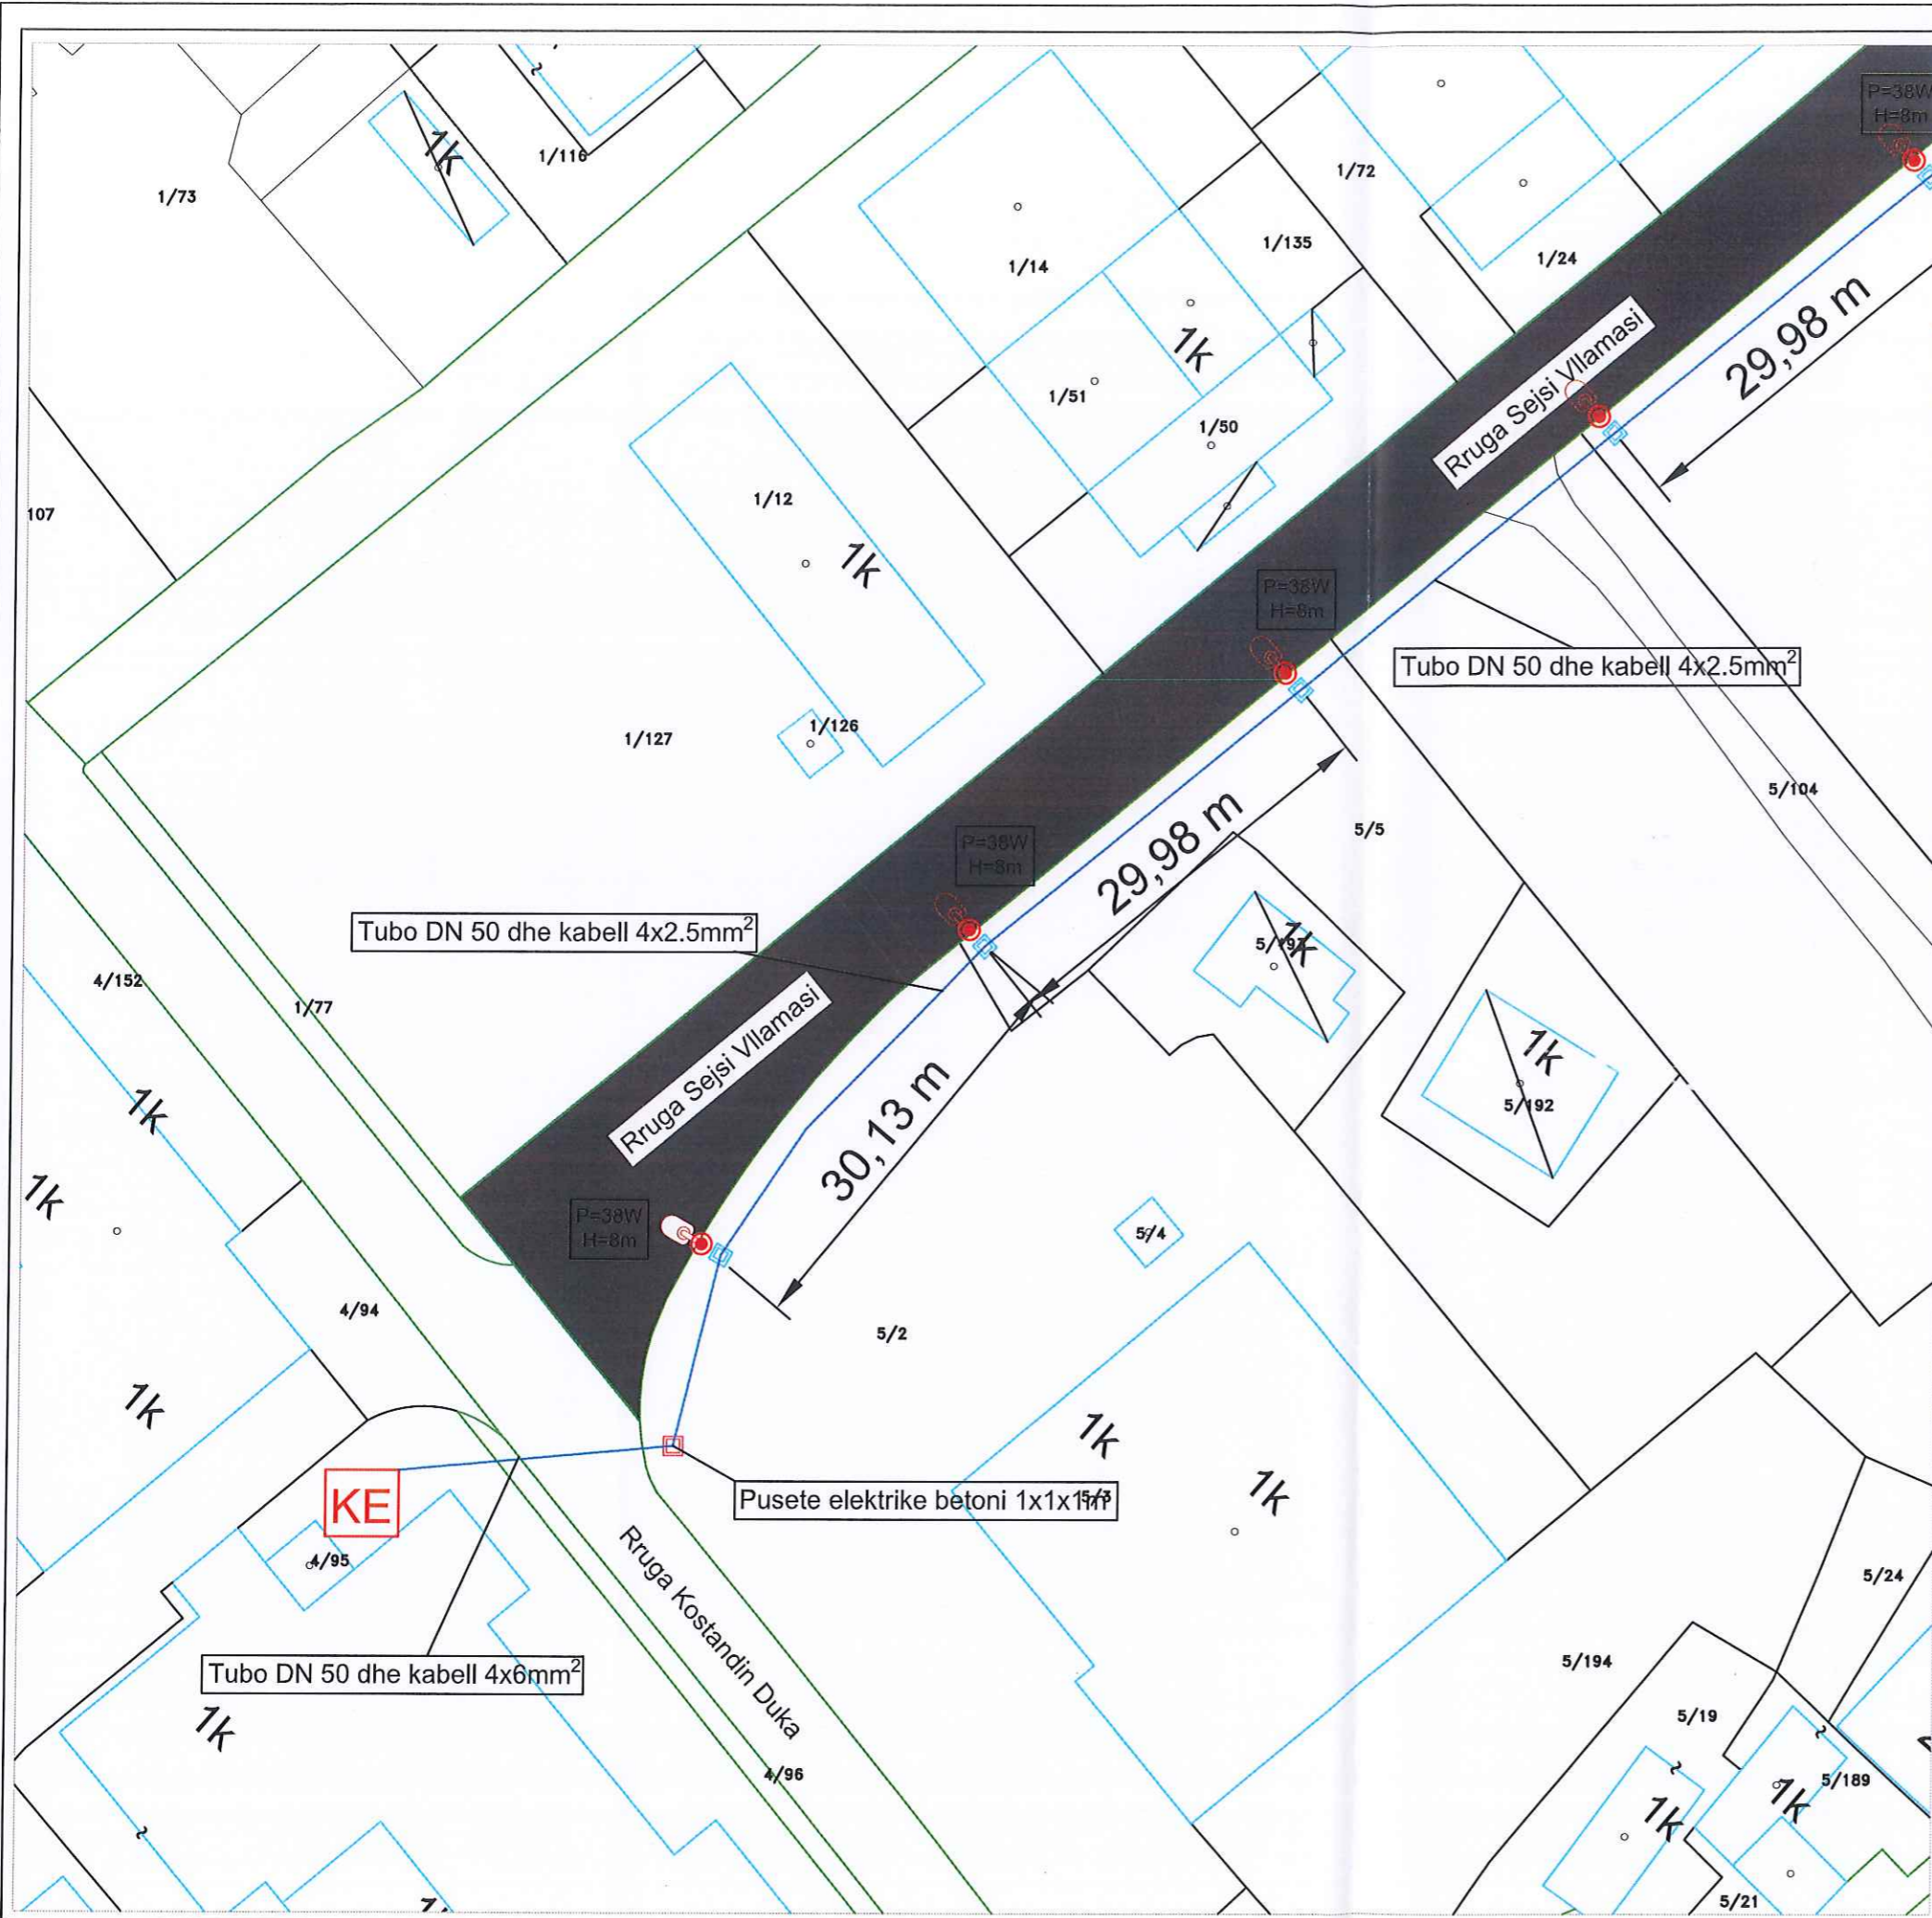 P=38W
H=8m
1/116
1k
1/73
1/72
1/135
1/24
1/14
29,98 m
1k
Rruga Sejsi Vllamasi
1/51
1/50
1/12
107
1k
P=38W
H=8m
Tubo DN 50 dhe kabell 4x2.5mm²
1/126
1/127
5/104
5/5
29,98 m
P=38W
H=8m
Tubo DN 50 dhe kabell 4x2.5mm²
1k
4/152
1/77
Rruga Sejsi Vllamasi
1k
5/192
1k
30,13 m
1k
P=38W
H=8m
5/4
4/94
5/2
1k
1k
1k
KE
Pusete elektrike betoni 1x1x1m
4/95
Rruga Kostandin Duka
5/24
5/194
Tubo DN 50 dhe kabell 4x6mm²
1k
5/19
4/96
5/189
1k
1k
5/21